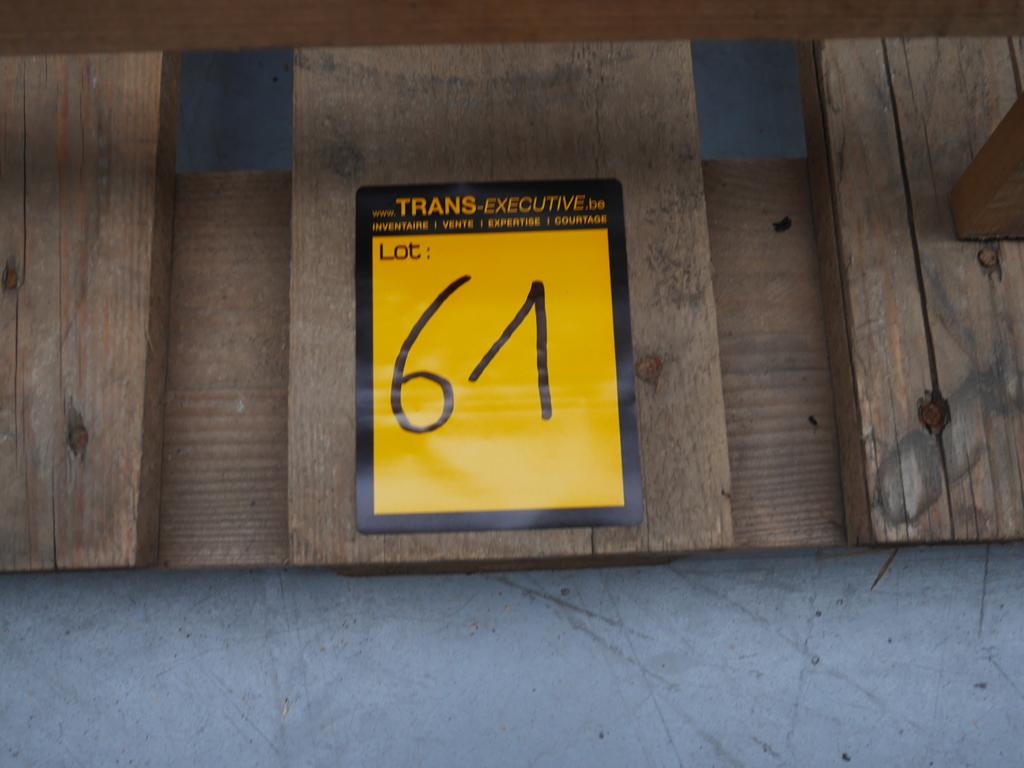 www.TRANS-EXECUTIVE.be
INVENTAIRE | VENTE | EXPERTISE | COURTAGE
Lot:
61